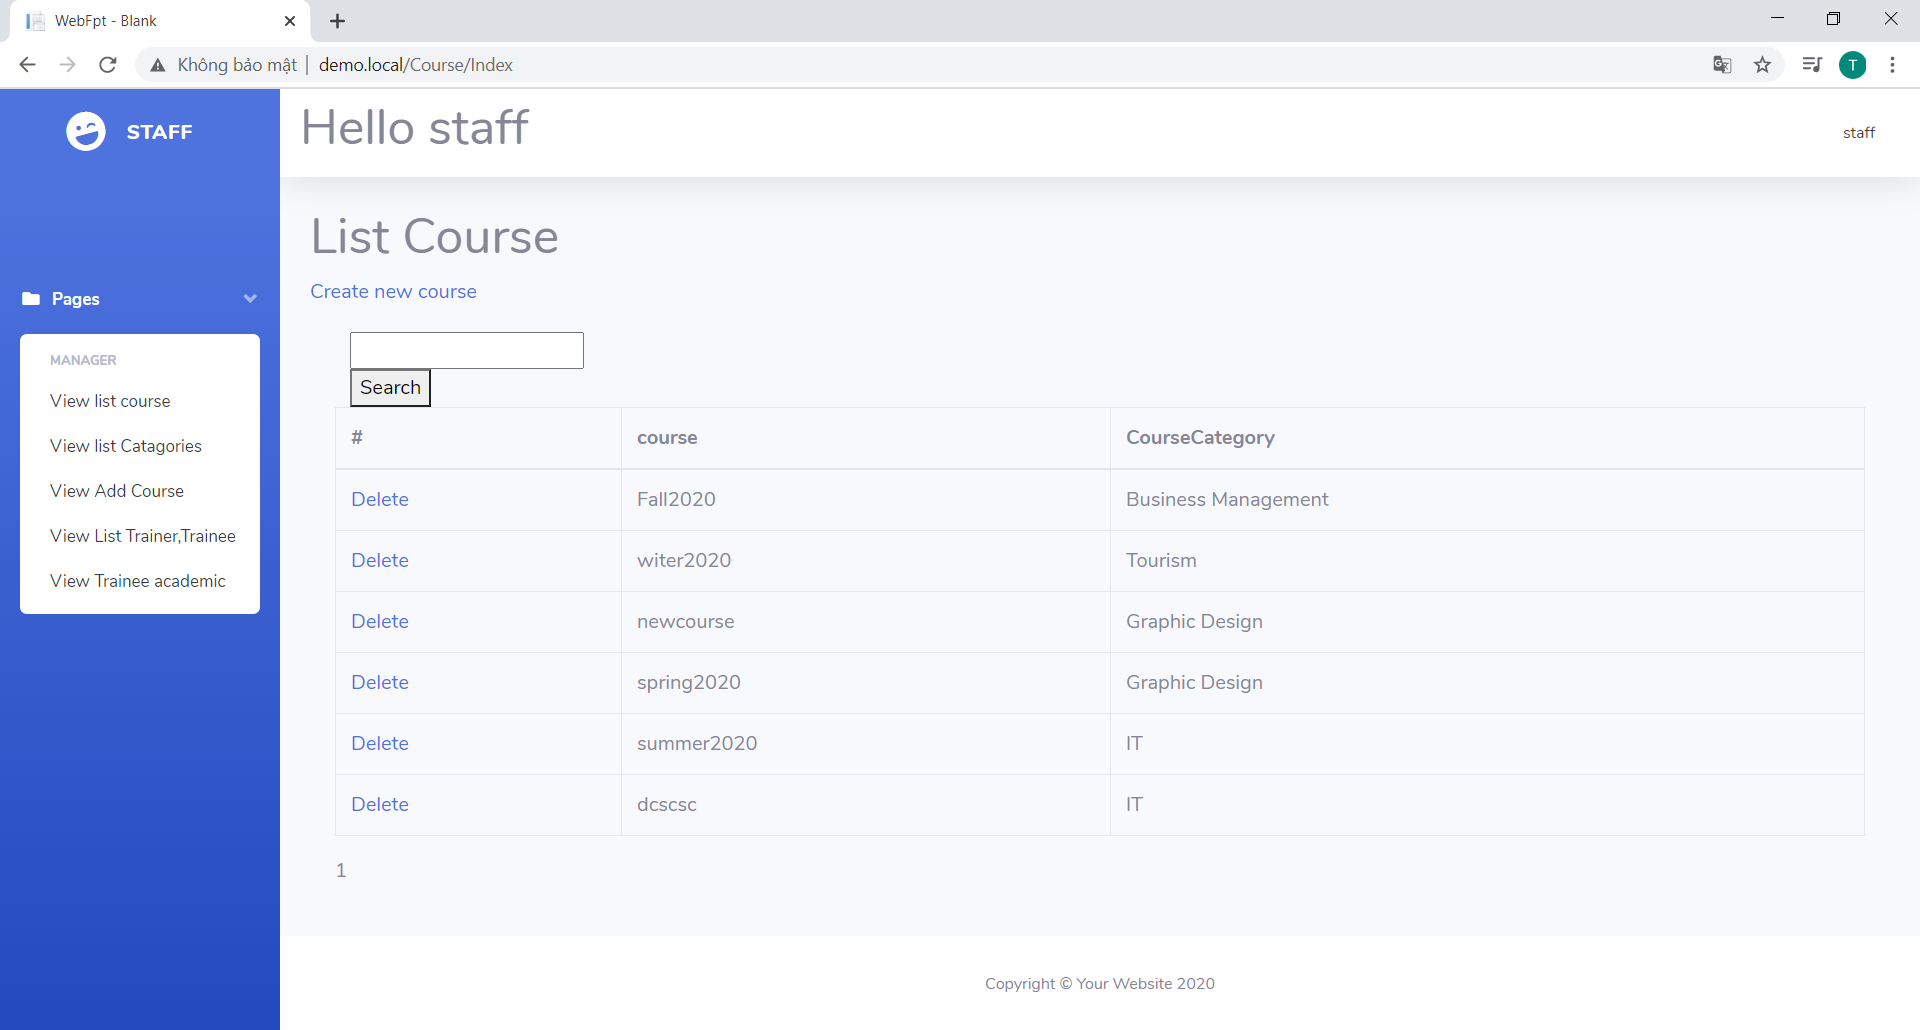 WebFpt - Blank
Không bảo mật | demo.local/Course/Index
T
STAFF
Hello staff
staff
Pages
MANAGER
View list course
View list Catagories
View Add Course
View List Trainer,Trainee
View Trainee academic
List Course
Create new course
Search
# course CourseCategory
Delete Fall2020 Business Management
Delete witer2020 Tourism
Delete newcourse Graphic Design
Delete spring2020 Graphic Design
Delete summer2020 IT
Delete dcscsc IT
1
Copyright © Your Website 2020